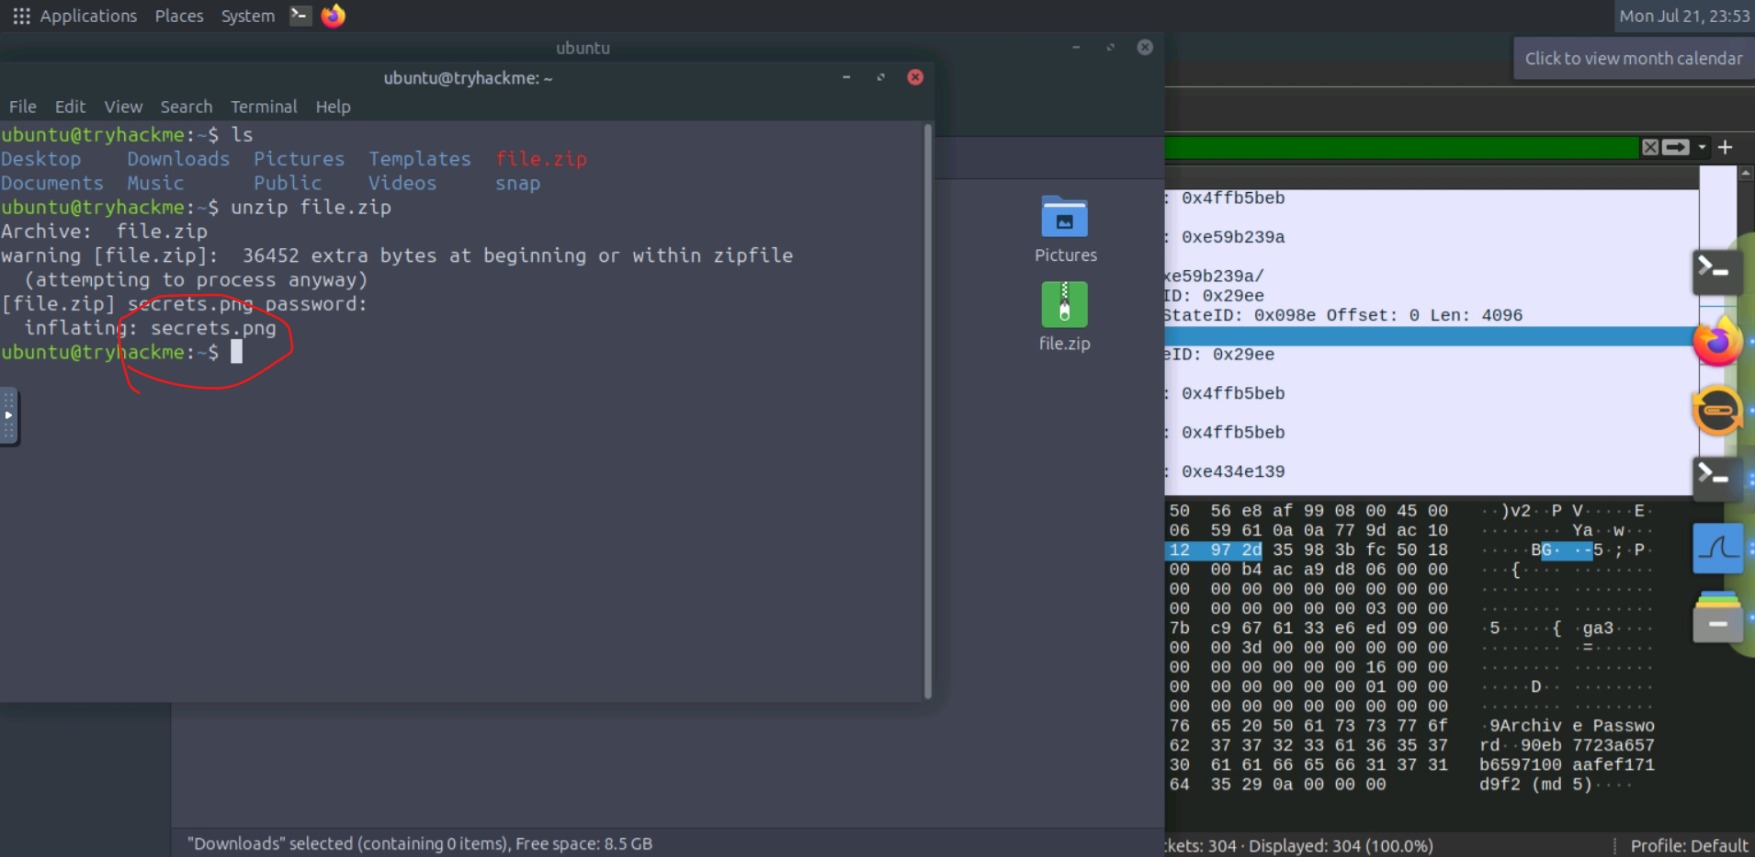 Applications Places System
Mon Jul 21, 23:53
Click to view month calendar
ubuntu
ubuntu@tryhackme: ~
File Edit View Search Terminal Help
ubuntu@tryhackme:~$ ls
Desktop Downloads Pictures Templates file.zip
Documents Music Public Videos snap
ubuntu@tryhackme:~$ unzip file.zip
Archive: file.zip
warning [file.zip]: 36452 extra bytes at beginning or within zipfile
(attempting to process anyway)
[file.zip] secrets.png password:
inflating: secrets.png
ubuntu@tryhackme:~$
Pictures
file.zip
"Downloads" selected (containing 0 items), Free space: 8.5 GB
: 0x4ffb5beb
: 0xe59b239a
xe59b239a/
ID: 0x29ee
StateID: 0x098e Offset: 0 Len: 4096
eID: 0x29ee
: 0x4ffb5beb
: 0x4ffb5beb
: 0xe434e139
50 56 e8 af 99 08 00 45 00 ··)v2··P V·····E·
06 59 61 0a 0a 77 9d ac 10 ········ Ya··w··
12 97 2d 35 98 3b fc 50 18 ·····BG· ·-5·;·P·
00 00 b4 ac a9 d8 06 00 00 ···{···· ········
00 00 00 00 00 00 00 00 00 ········ ········
00 00 00 00 00 00 03 00 00 ········ ········
7b c9 67 61 33 e6 ed 09 00 ·5·····{ ·ga3····
00 00 3d 00 00 00 00 00 00 ········ ·=······
00 00 00 00 00 00 16 00 00 ········ ········
00 00 00 00 00 00 01 00 00 ·····D·· ········
00 00 00 00 00 00 00 00 00 ········ ········
76 65 20 50 61 73 73 77 6f ·9Archiv e Passwo
62 37 37 32 33 61 36 35 37 rd··90eb 7723a657
30 61 61 66 65 66 31 37 31 b6597100 aafef171
64 35 29 0a 00 00 00 d9f2 (md 5)····
kets: 304 · Displayed: 304 (100.0%)
Profile: Default